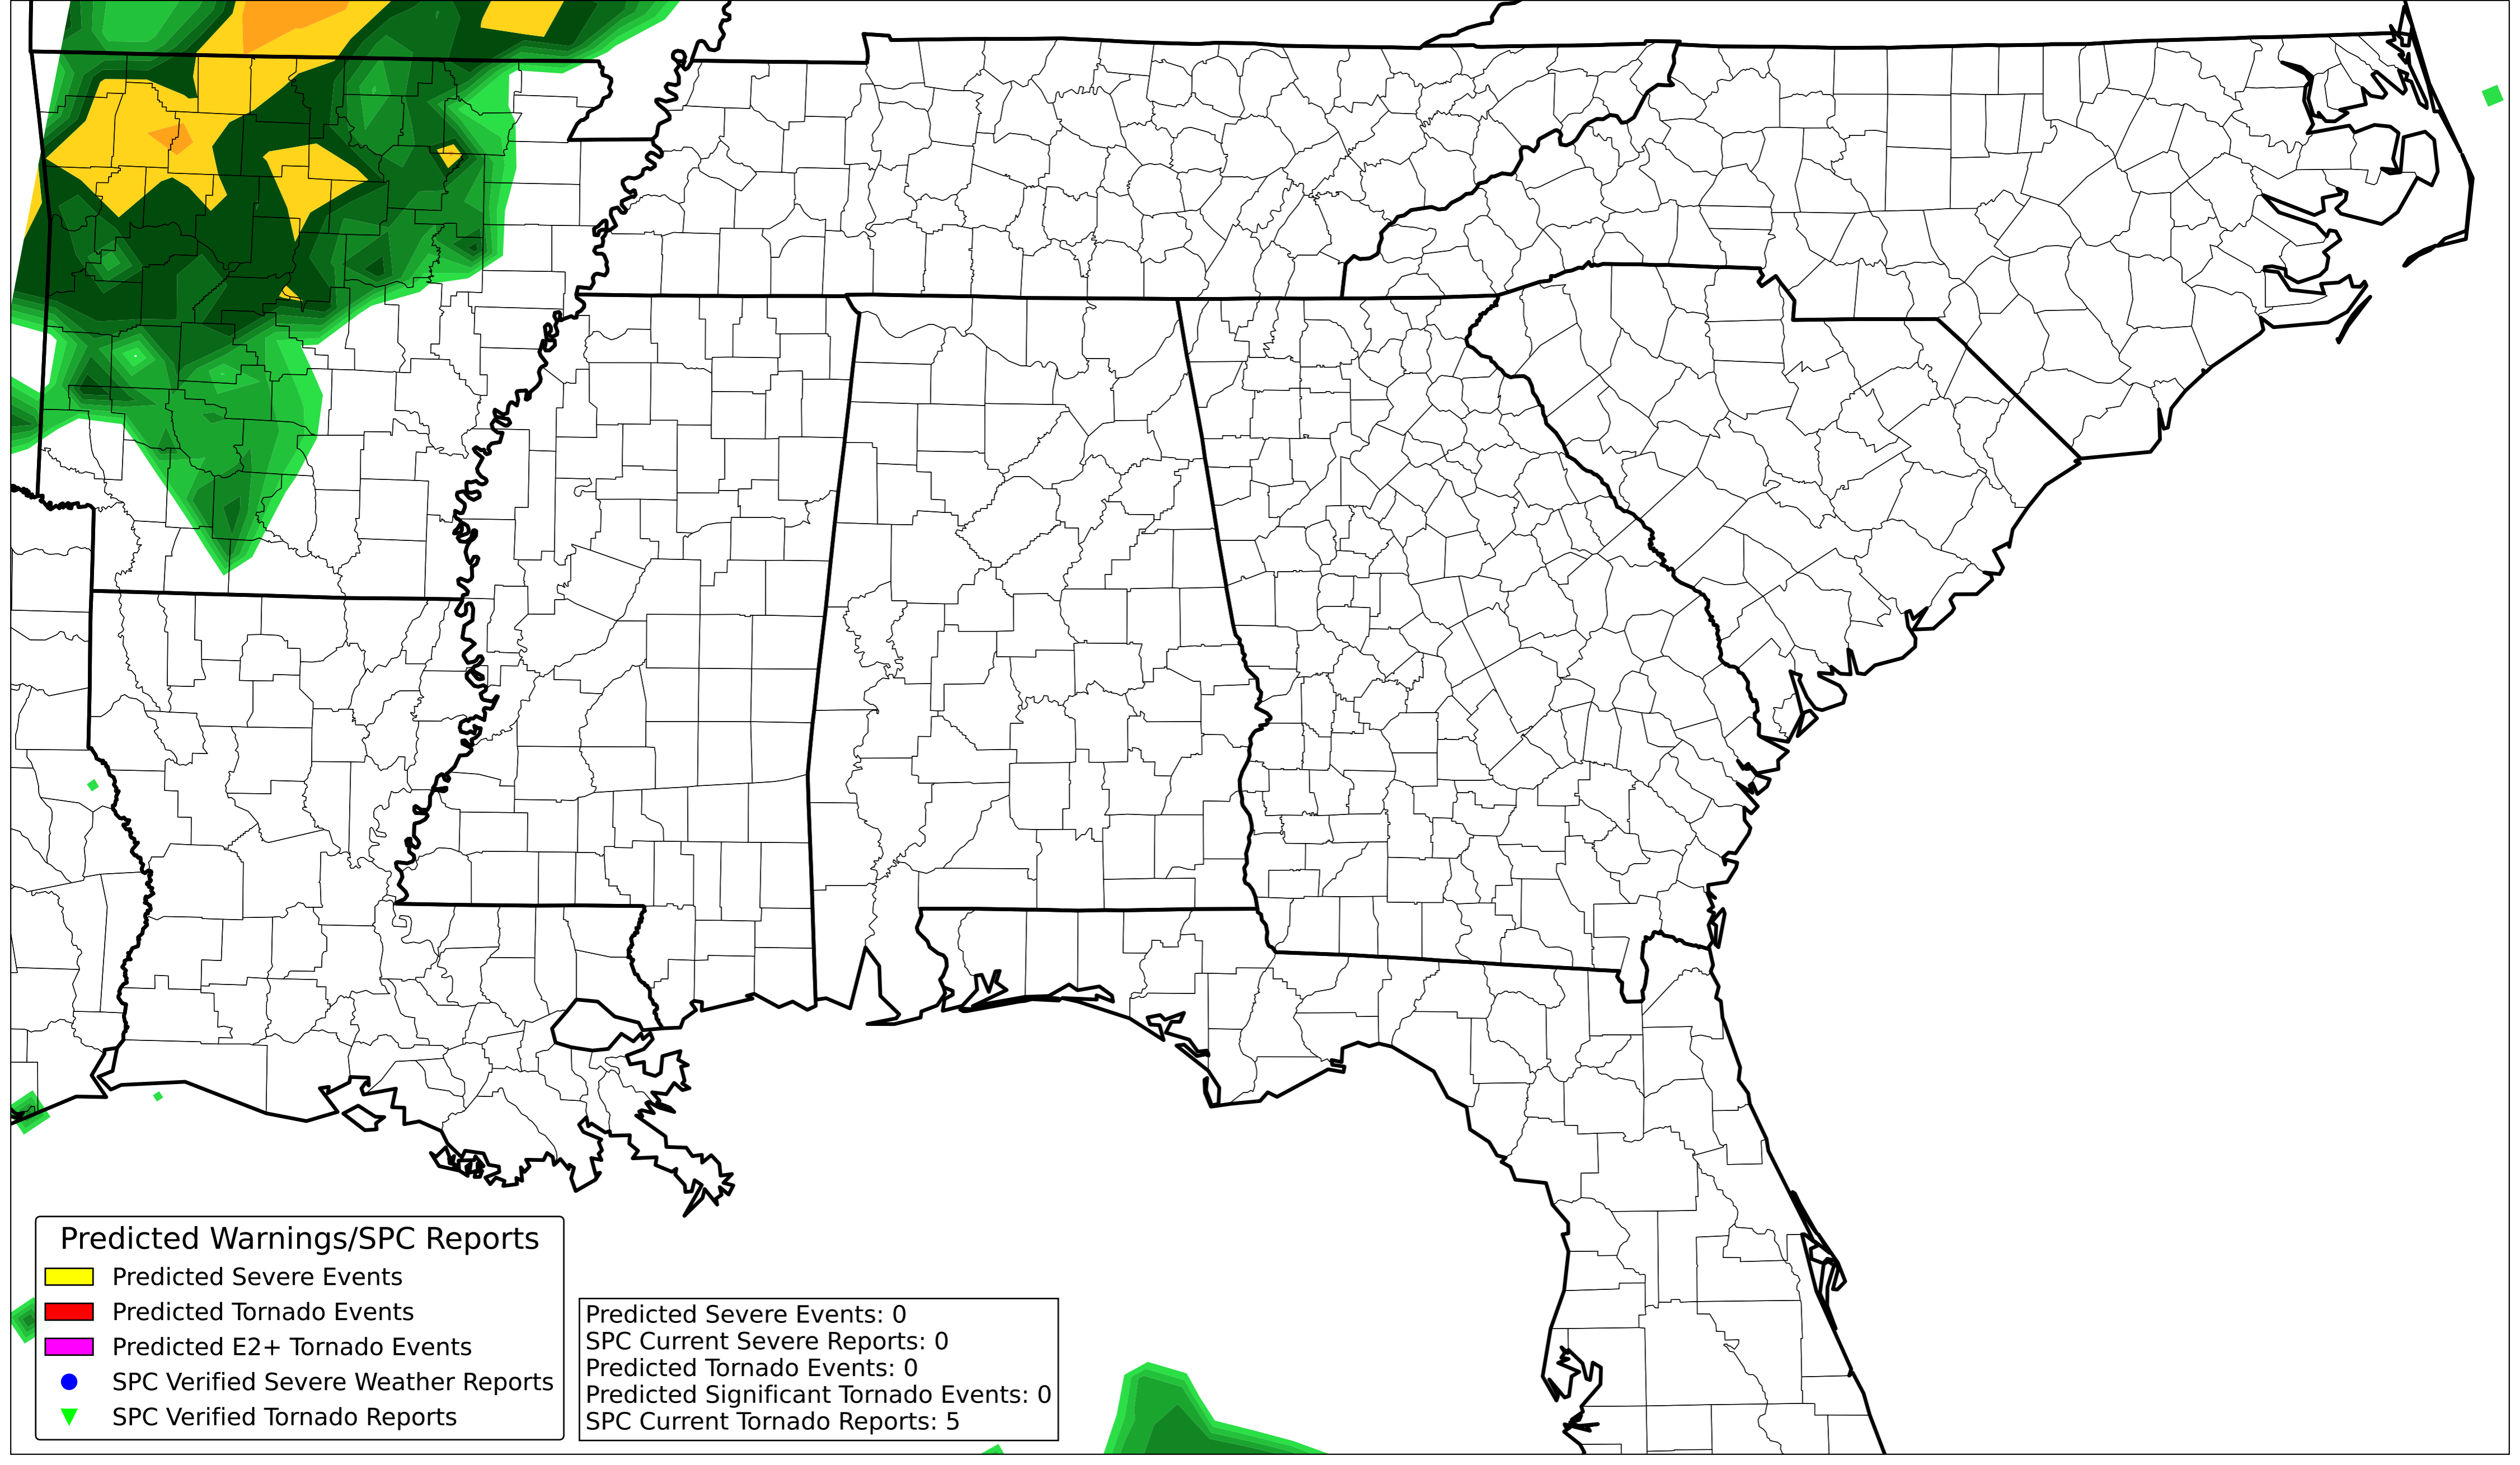 Predicted Warnings/SPC Reports
Predicted Severe Events
Predicted Tornado Events
Predicted E2+ Tornado Events
SPC Verified Severe Weather Reports
SPC Verified Tornado Reports
Predicted Severe Events: 0
SPC Current Severe Reports: 0
Predicted Tornado Events: 0
Predicted Significant Tornado Events: 0
SPC Current Tornado Reports: 5